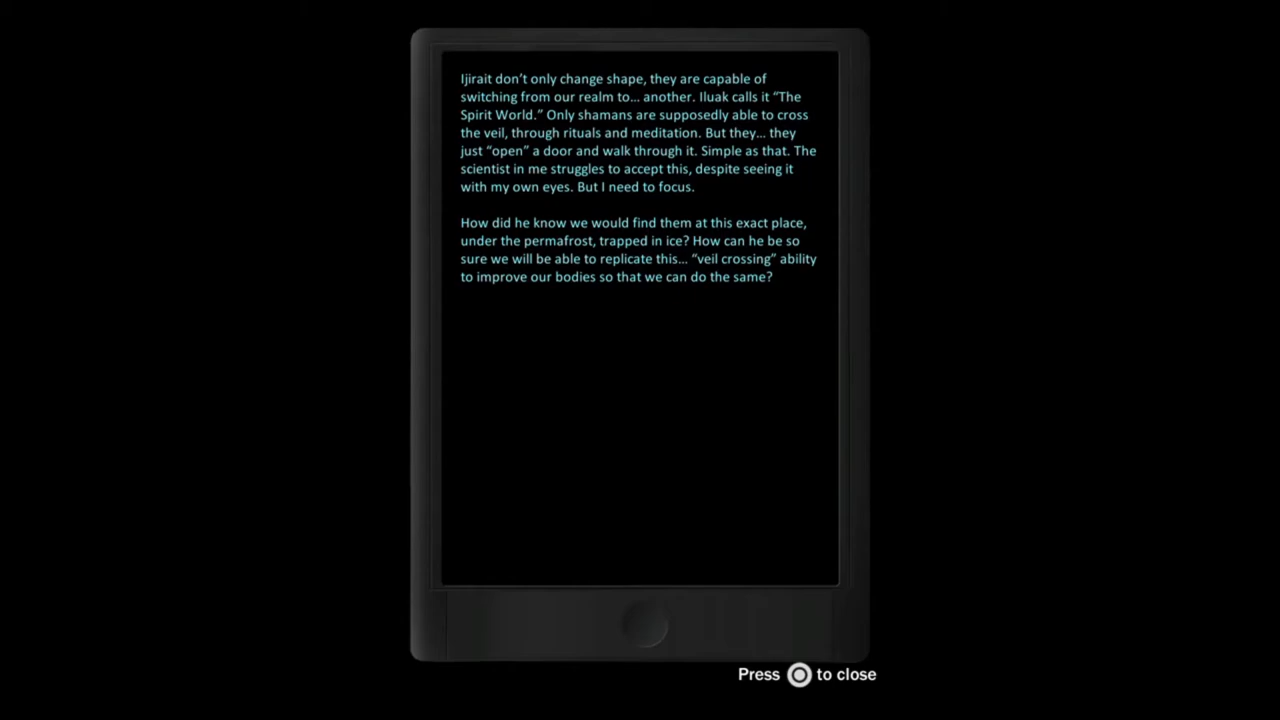 Ijirait don’t only change shape, they are capable of
switching from our realm to… another. Iluak calls it “The
Spirit World.” Only shamans are supposedly able to cross
the veil, through rituals and meditation. But they… they
just “open” a door and walk through it. Simple as that. The
scientist in me struggles to accept this, despite seeing it
with my own eyes. But I need to focus.
How did he know we would find them at this exact place,
under the permafrost, trapped in ice? How can he be so
sure we will be able to replicate this… “veil crossing” ability
to improve our bodies so that we can do the same?
Press to close